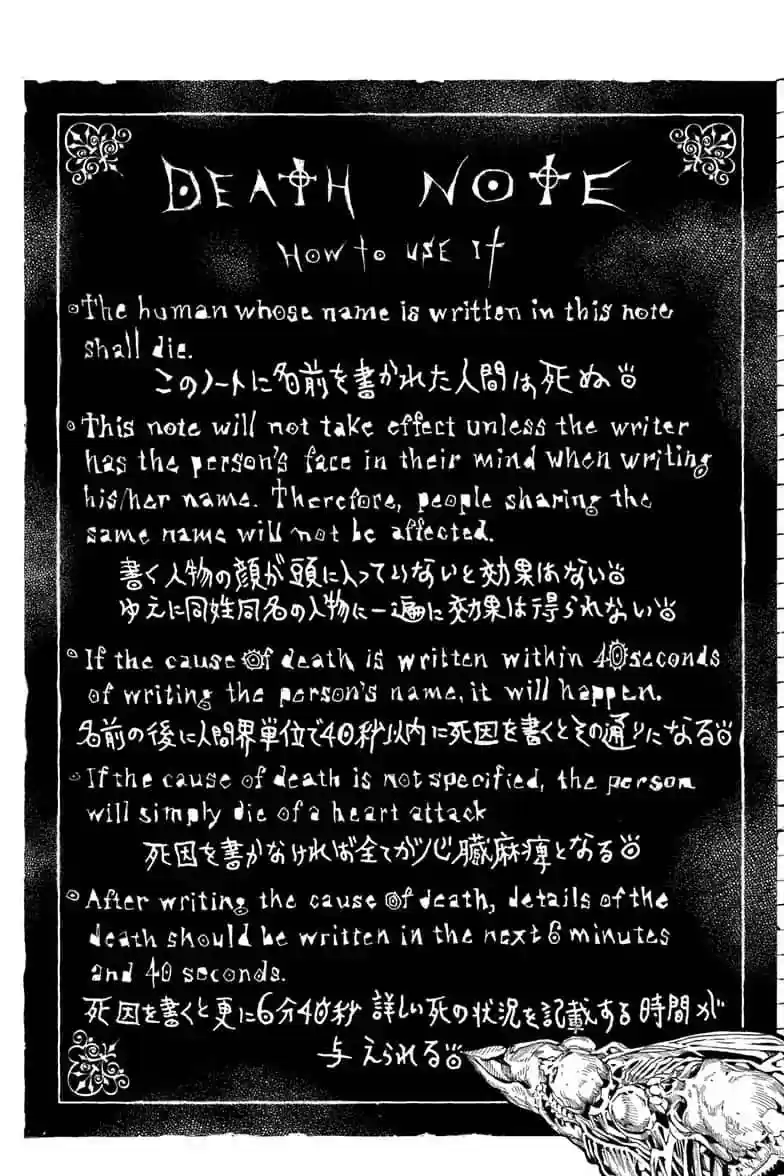 DEATH NOTE
HOW to USE It
The human whose name is written in this note
shall die.
このノートに名前を書かれた人間は死ぬ。
This note will not take effect unless the writer
has the person's face in their mind when writing
his/her name. Therefore, people sharing the
same name will not be affected.
書く人物の顔が頭に入っていないと効果はない。
ゆえに同姓同名の人物に一遍に効果は得られない。
If the cause of death is written within 40seconds
of writing the person's name, it will happen.
名前の後に人間界単位で40秒以内に死因を書くとその通りになる。
If the cause of death is not specified, the person
will simply die of a heart attack
死因を書かなければ全てが心臓麻痺となる。
After writing the cause of death, details of the
death should be written in the next 6 minutes
and 40 seconds.
死因を書くと更に6分40秒 詳しい死の状況を記載する時間が
与えられる。